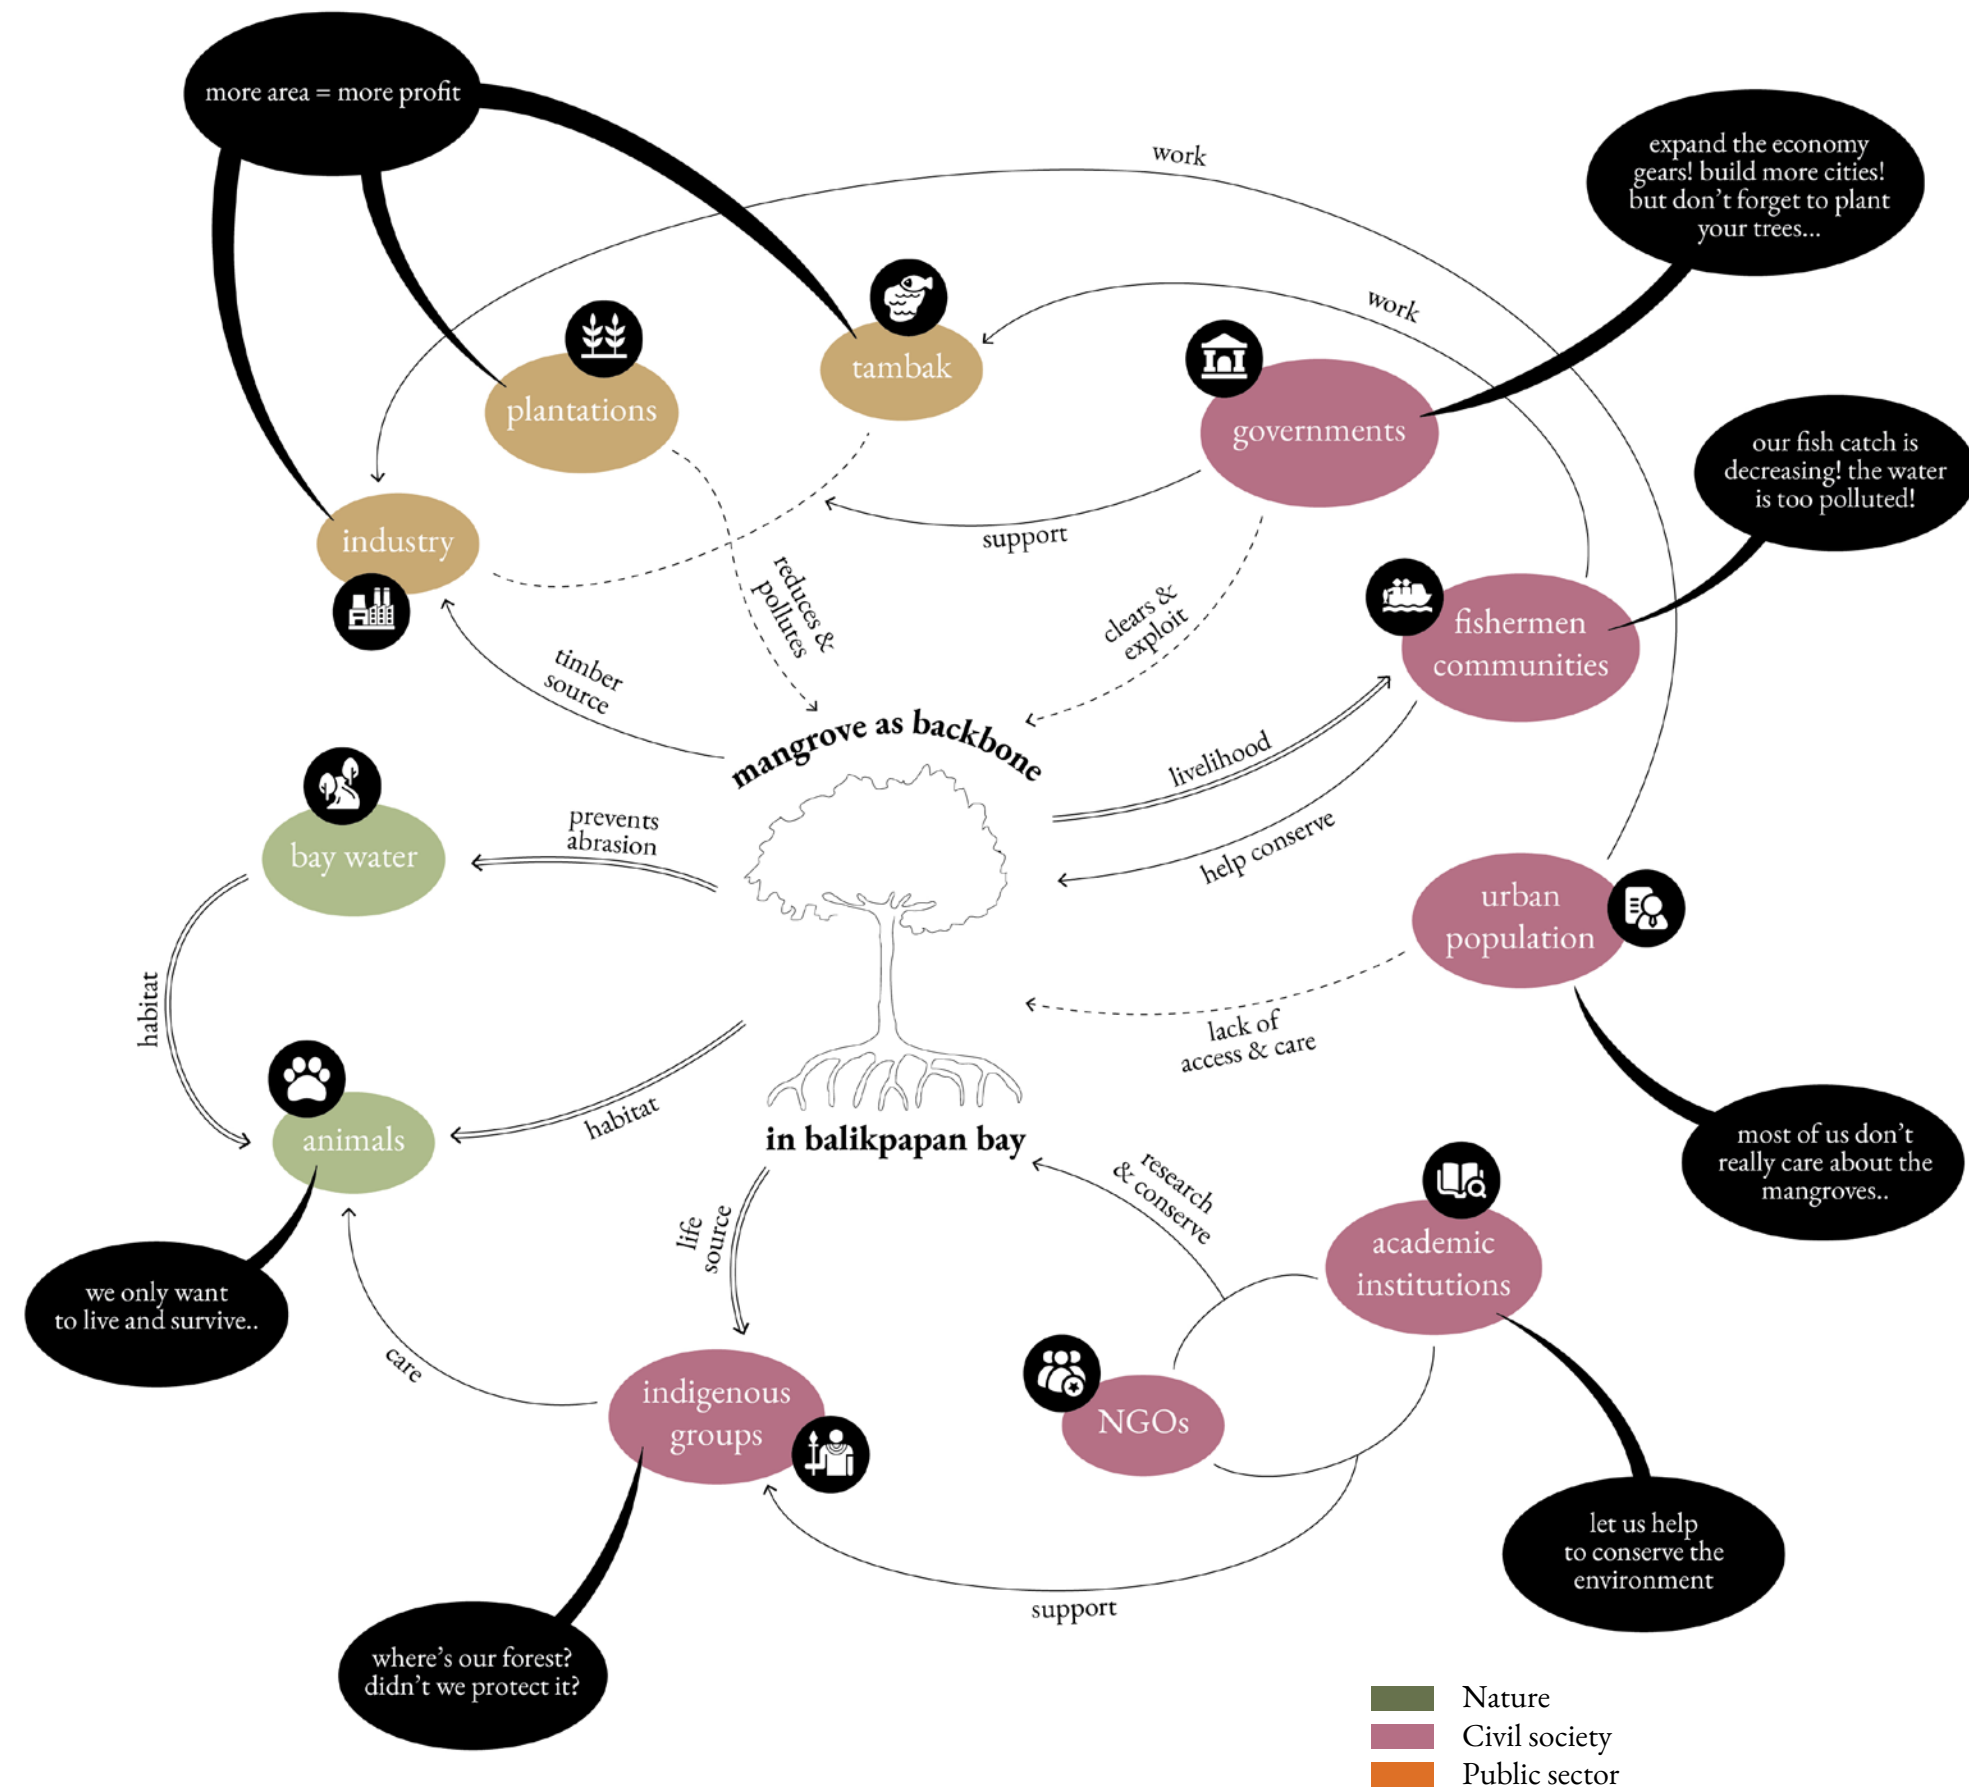 more area = more profit
work
expand the economy
gears! build more cities!
but don't forget to plant
your trees...
work
tambak
plantations
governments
our fish catch is
decreasing! the water
is too polluted!
industry
support
reduces &
pollutes
clears &
exploit
fishermen
communities
timber
source
mangrove as backbone
livelihood
prevents
abrasion
bay water
help conserve
urban
population
habitat
lack of
access & care
habitat
animals
in balikpapan bay
most of us don't
really care about the
mangroves..
research
& conserve
life
source
academic
institutions
we only want
to live and survive..
care
indigenous
groups
NGOs
let us help
to conserve the
environment
support
where's our forest?
didn't we protect it?
Nature
Civil society
Public sector